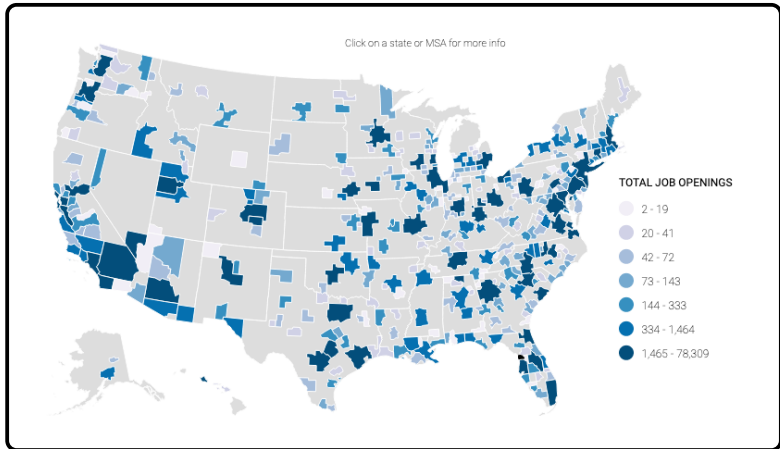 Click on a state or MSA for more info
TOTAL JOB OPENINGS
2 - 19
20 - 41
42 - 72
73 - 143
144 - 333
334 - 1,464
1,465 - 78,309